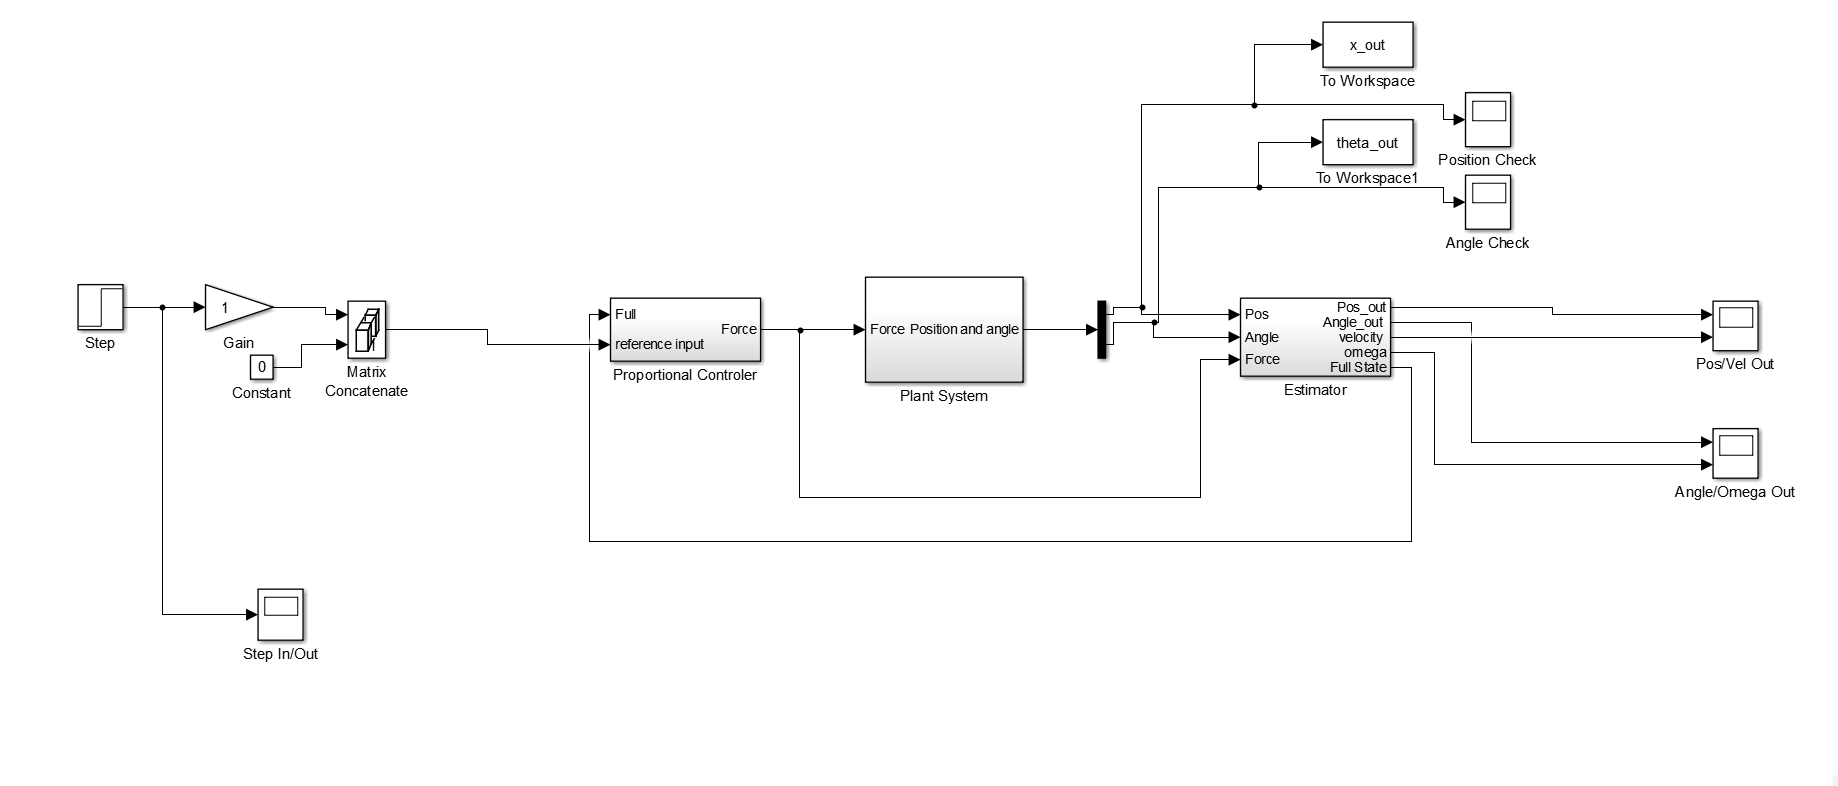 x_out
To Workspace
theta_out
Position Check
To Workspace1
Angle Check
Step
1
Gain
0
Constant
Matrix
Concatenate
Full
reference input
Force
Proportional Controler
Force
Position and angle
Plant System
Pos
Angle
Force
Pos_out
Angle_out
velocity
omega
Full State
Estimator
Pos/Vel Out
Angle/Omega Out
Step In/Out